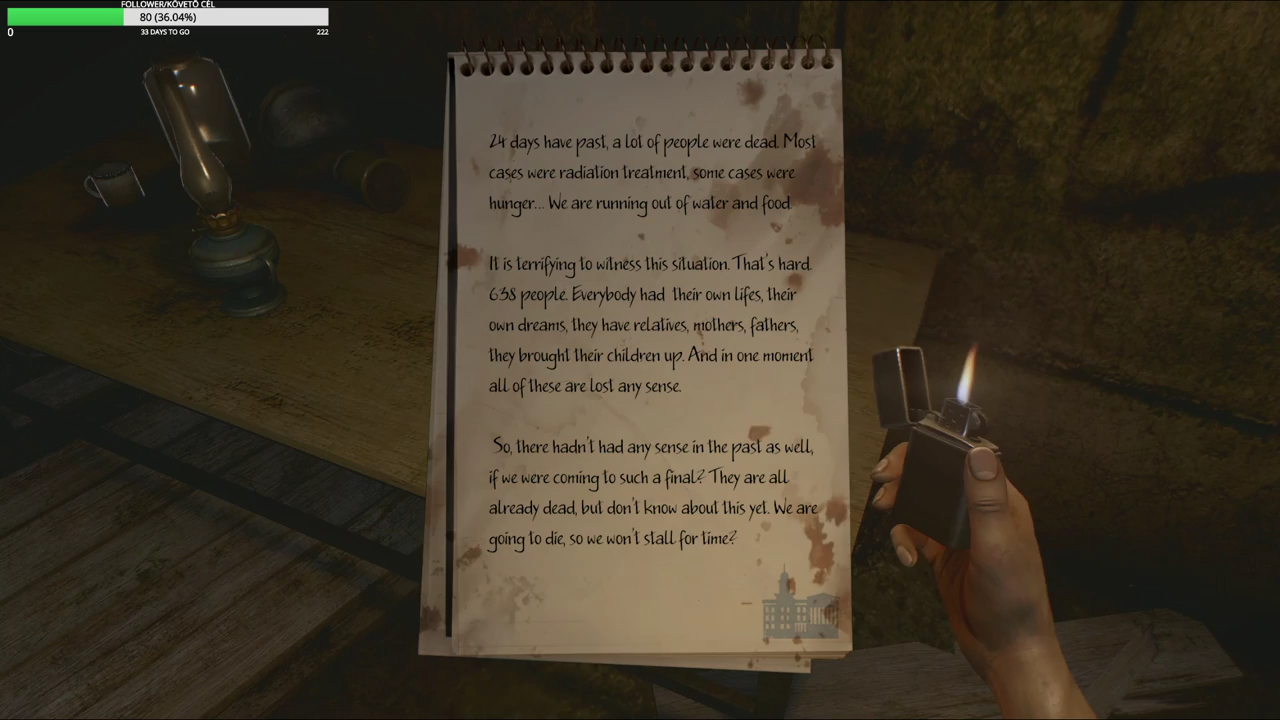 FOLLOWER/KÖVETŐ CÉL
80 (36.04%)
0
33 DAYS TO GO
222
24 days have past, a lot of people were dead. Most
cases were radiation treatment, some cases were
hunger... We are running out of water and food.
It is terrifying to witness this situation. That's hard.
638 people. Everybody had their own lifes, their
own dreams, they have relatives, mothers, fathers,
they brought their children up. And in one moment
all of these are lost any sense.
So, there hadn't had any sense in the past as well,
if we were coming to such a final? They are all
already dead, but don't know about this yet. We are
going to die, so we won't stall for time?